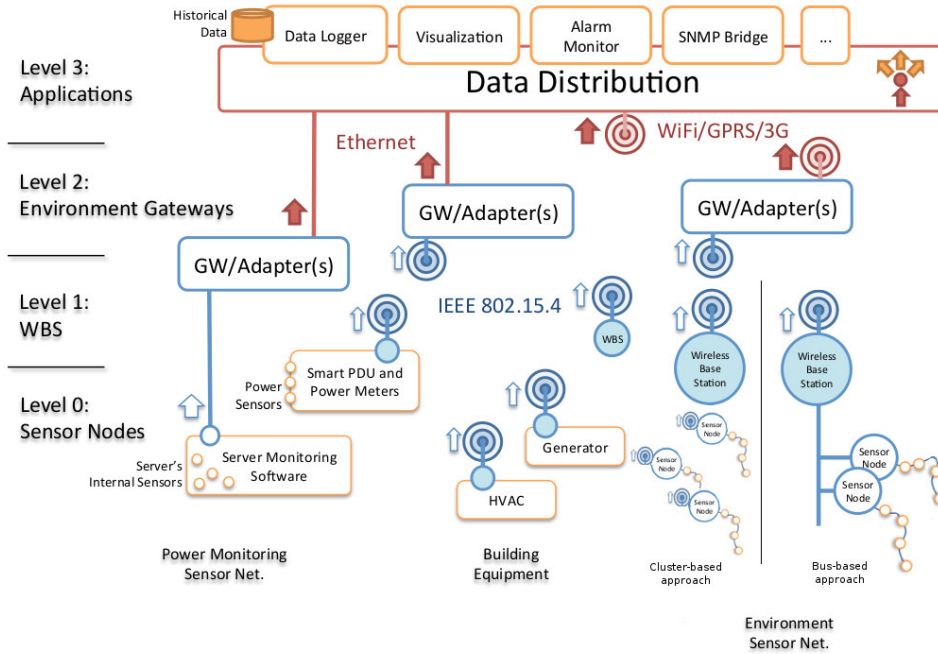 Historical
Data
Data Logger
Visualization
Alarm
Monitor
SNMP Bridge
...
Level 3:
Applications
Data Distribution
Ethernet
WiFi/GPRS/3G
Level 2:
Environment Gateways
GW/Adapter(s)
GW/Adapter(s)
GW/Adapter(s)
Level 1:
WBS
IEEE 802.15.4
WBS
Wireless
Base
Station
Wireless
Base
Station
Smart PDU and
Power Meters
Power
Sensors
Level 0:
Sensor Nodes
Sensor
Node
Generator
Server Monitoring
Software
Server's
Internal Sensors
HVAC
Sensor
Node
Sensor
Node
Sensor
Node
Sensor
Node
Power Monitoring
Sensor Net.
Building
Equipment
Cluster-based
approach
Bus-based
approach
Environment
Sensor Net.